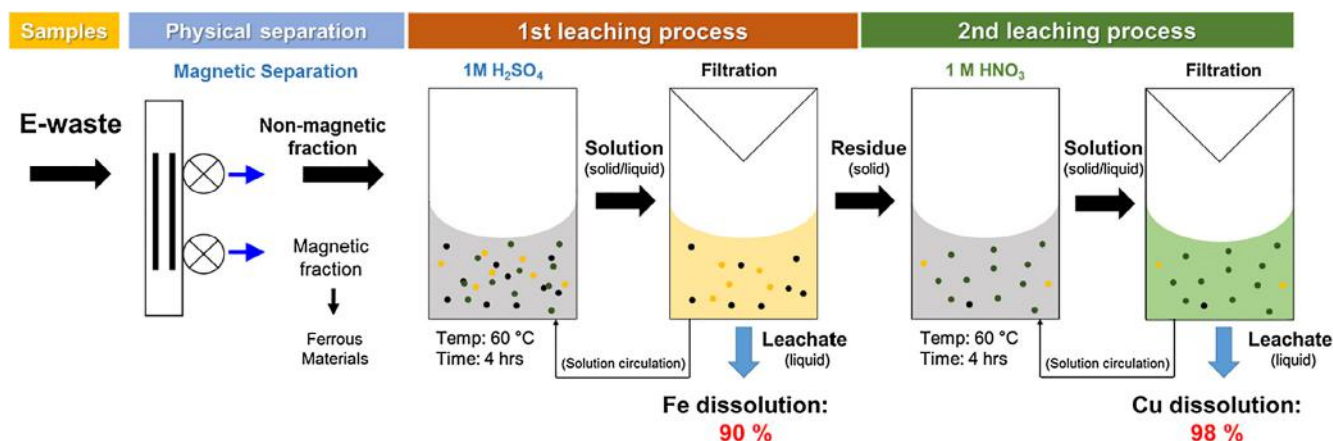 Samples
Physical separation
1st leaching process
2nd leaching process
Magnetic Separation
1M H₂SO₄
Filtration
1 M HNO₃
Filtration
E-waste
Non-magnetic
fraction
Solution
(solid/liquid)
Residue
(solid)
Solution
(solid/liquid)
Magnetic
fraction
Ferrous
Materials
Temp: 60 °C
Time: 4 hrs
(Solution circulation)
Leachate
(liquid)
Temp: 60 °C
Time: 4 hrs
(Solution circulation)
Leachate
(liquid)
Fe dissolution:
90 %
Cu dissolution:
98 %